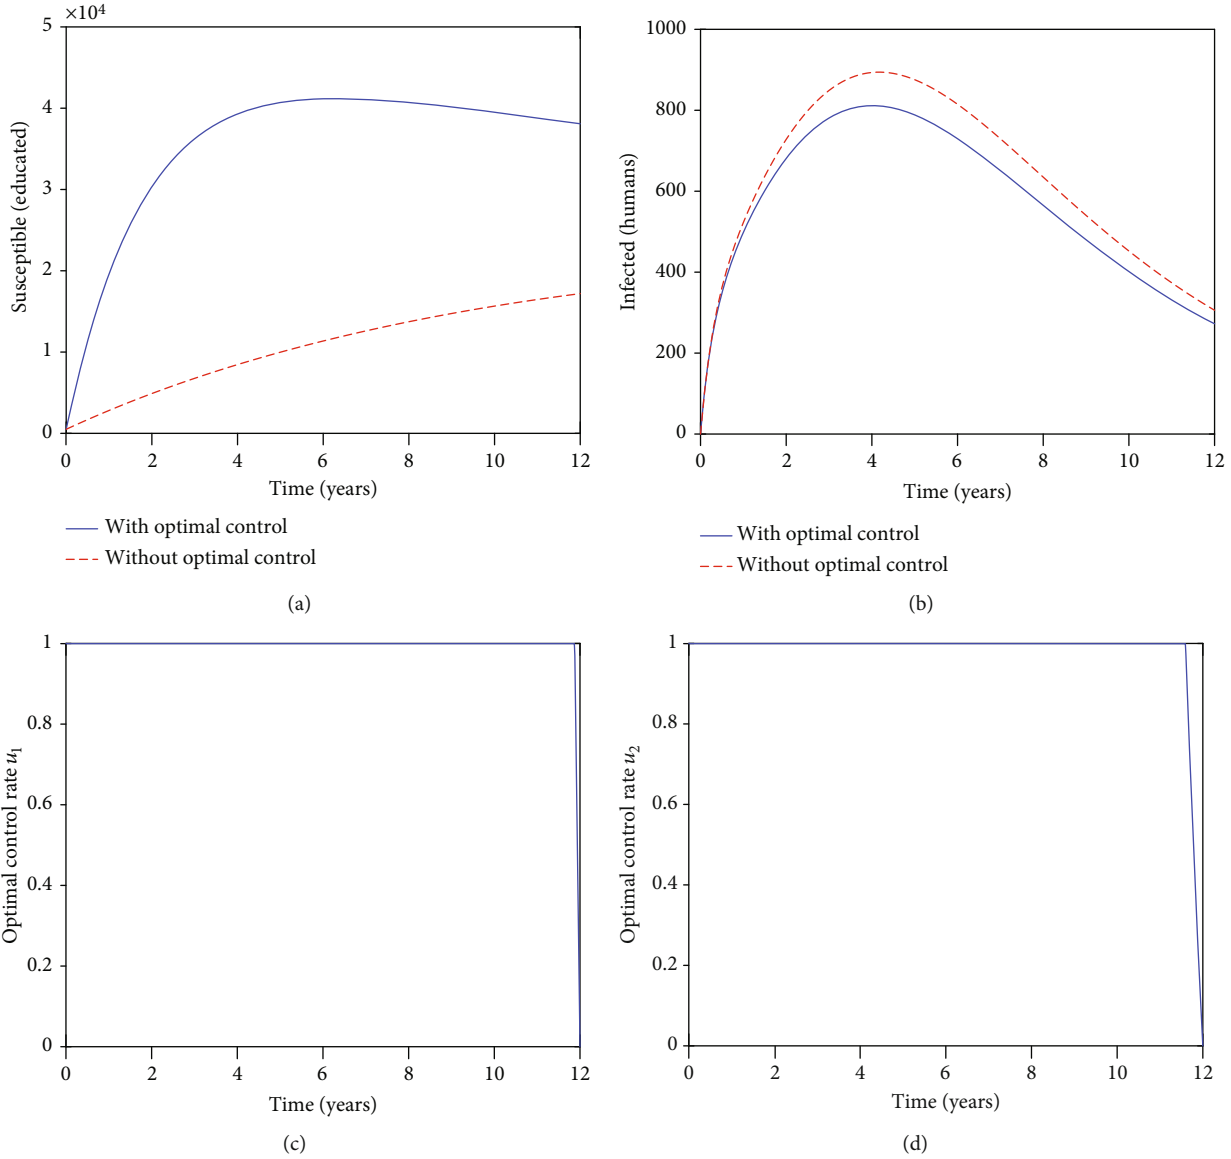 ×10⁴
5
4
3
2
1
0
Susceptible (educated)
0 2 4 6 8 10 12
Time (years)
With optimal control
Without optimal control
(a)
1000
800
600
400
200
0
Infected (humans)
0 2 4 6 8 10 12
Time (years)
With optimal control
Without optimal control
(b)
1
0.8
0.6
0.4
0.2
0
Optimal control rate u₁
0 2 4 6 8 10 12
Time (years)
(c)
1
0.8
0.6
0.4
0.2
0
Optimal control rate u₂
0 2 4 6 8 10 12
Time (years)
(d)